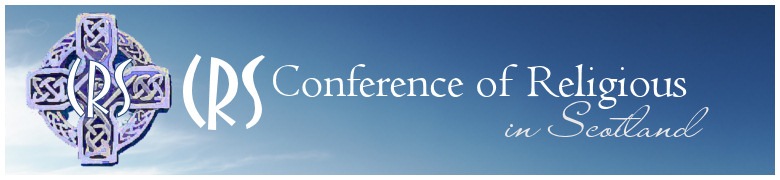 CRS
CRS Conference of Religious
in Scotland